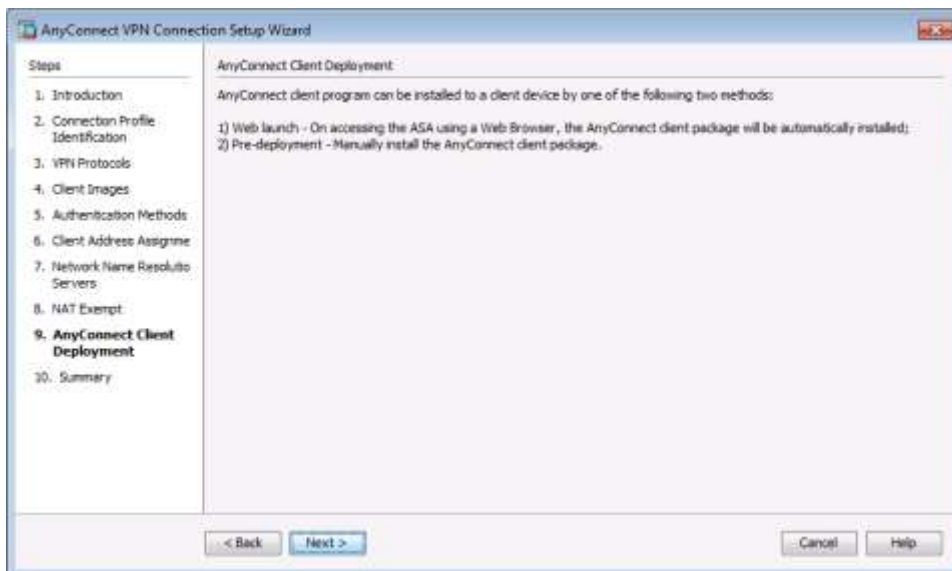 AnyConnect VPN Connection Setup Wizard
Steps
1. Introduction
2. Connection Profile
Identification
3. VPN Protocols
4. Client Images
5. Authentication Methods
6. Client Address Assignme
7. Network Name Resolutio
Servers
8. NAT Exempt
9. AnyConnect Client
Deployment
10. Summary
AnyConnect Client Deployment
AnyConnect client program can be installed to a client device by one of the following two methods:
1) Web launch - On accessing the ASA using a Web Browser, the AnyConnect client package will be automatically installed;
2) Pre-deployment - Manually install the AnyConnect client package.
< Back Next > Cancel Help